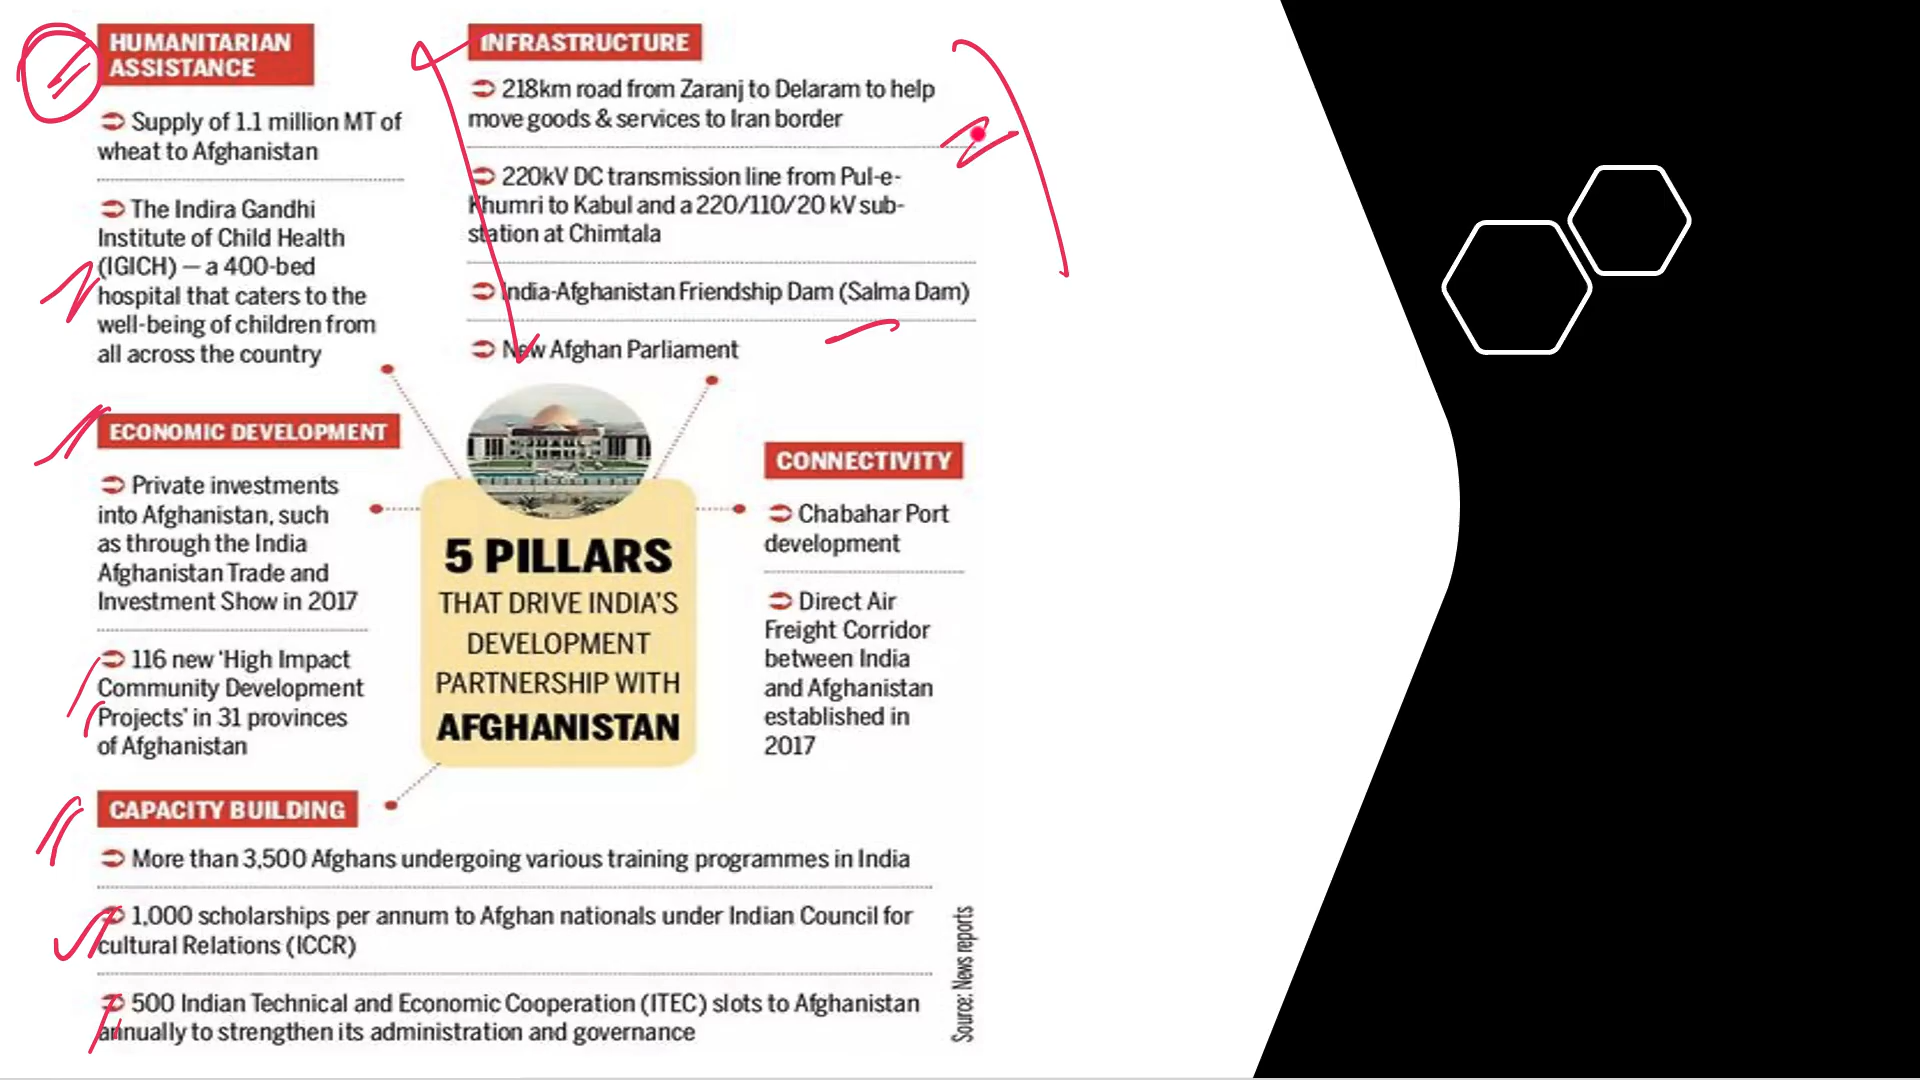 HUMANITARIAN
ASSISTANCE
Supply of 1.1 million MT of
wheat to Afghanistan
The Indira Gandhi
Institute of Child Health
(IGICH) – a 400-bed
hospital that caters to the
well-being of children from
all across the country
INFRASTRUCTURE
218km road from Zaranj to Delaram to help
move goods & services to Iran border
220kV DC transmission line from Pul-e-
Khumri to Kabul and a 220/110/20 kV sub-
station at Chimtala
India-Afghanistan Friendship Dam (Salma Dam)
New Afghan Parliament
ECONOMIC DEVELOPMENT
Private investments
into Afghanistan, such
as through the India
Afghanistan Trade and
Investment Show in 2017
116 new 'High Impact
Community Development
Projects' in 31 provinces
of Afghanistan
5 PILLARS
THAT DRIVE INDIA'S
DEVELOPMENT
PARTNERSHIP WITH
AFGHANISTAN
CONNECTIVITY
Chabahar Port
development
Direct Air
Freight Corridor
between India
and Afghanistan
established in
2017
CAPACITY BUILDING
More than 3,500 Afghans undergoing various training programmes in India
1,000 scholarships per annum to Afghan nationals under Indian Council for
cultural Relations (ICCR)
500 Indian Technical and Economic Cooperation (ITEC) slots to Afghanistan
annually to strengthen its administration and governance
Source: News reports